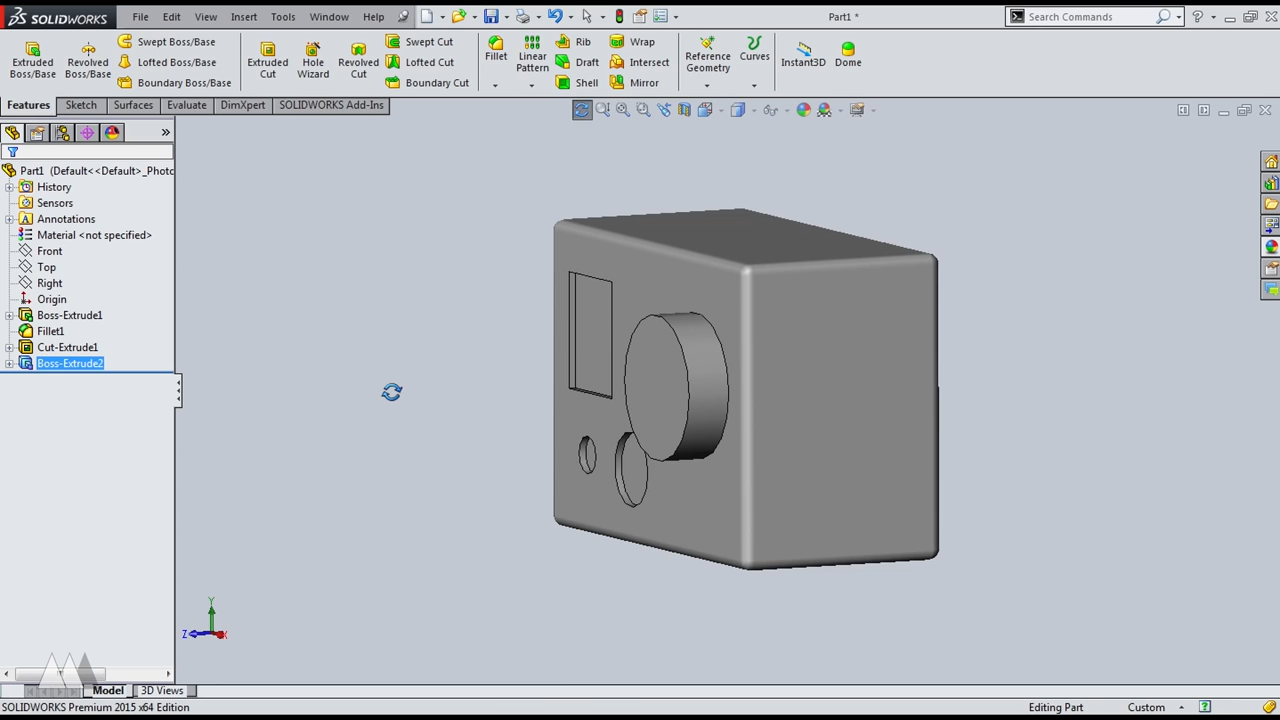 SOLIDWORKS
File Edit View Insert Tools Window Help
Part1 *
Search Commands
Extruded Boss/Base
Revolved Boss/Base
Swept Boss/Base
Lofted Boss/Base
Boundary Boss/Base
Extruded Cut
Hole Wizard
Revolved Cut
Swept Cut
Lofted Cut
Boundary Cut
Fillet
Linear Pattern
Rib
Draft
Shell
Wrap
Intersect
Mirror
Reference Geometry
Curves
Instant3D
Dome
Features Sketch Surfaces Evaluate DimXpert SOLIDWORKS Add-Ins
Part1 (Default<<Default>_Photo
History
Sensors
Annotations
Material <not specified>
Front
Top
Right
Origin
Boss-Extrude1
Fillet1
Cut-Extrude1
Boss-Extrude2
Y
Z
X
Model 3D Views
SOLIDWORKS Premium 2015 x64 Edition
Editing Part
Custom